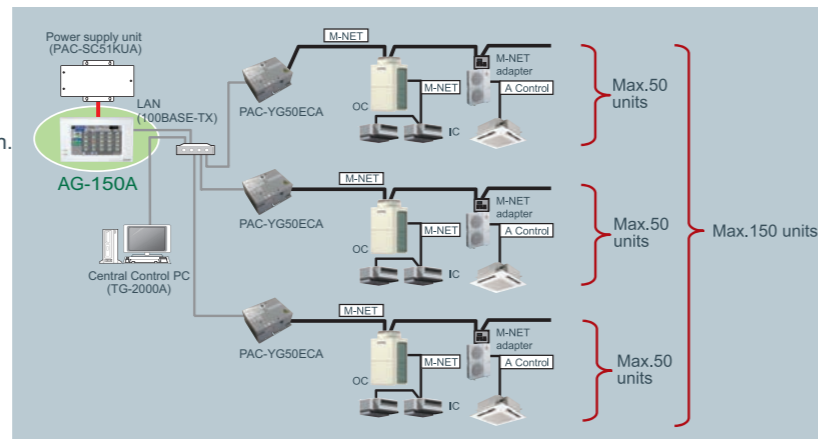 Power supply unit
(PAC-SC51KUA)
LAN
(100BASE-TX)
n.
AG-150A
Central Control PC
(TG-2000A)
M-NET
PAC-YG50ECA
OC
M-NET
IC
M-NET
adapter
A Control
Max.50
units
M-NET
PAC-YG50ECA
OC
M-NET
IC
M-NET
adapter
A Control
Max.50
units
Max.150 units
M-NET
PAC-YG50ECA
OC
M-NET
IC
M-NET
adapter
A Control
Max.50
units